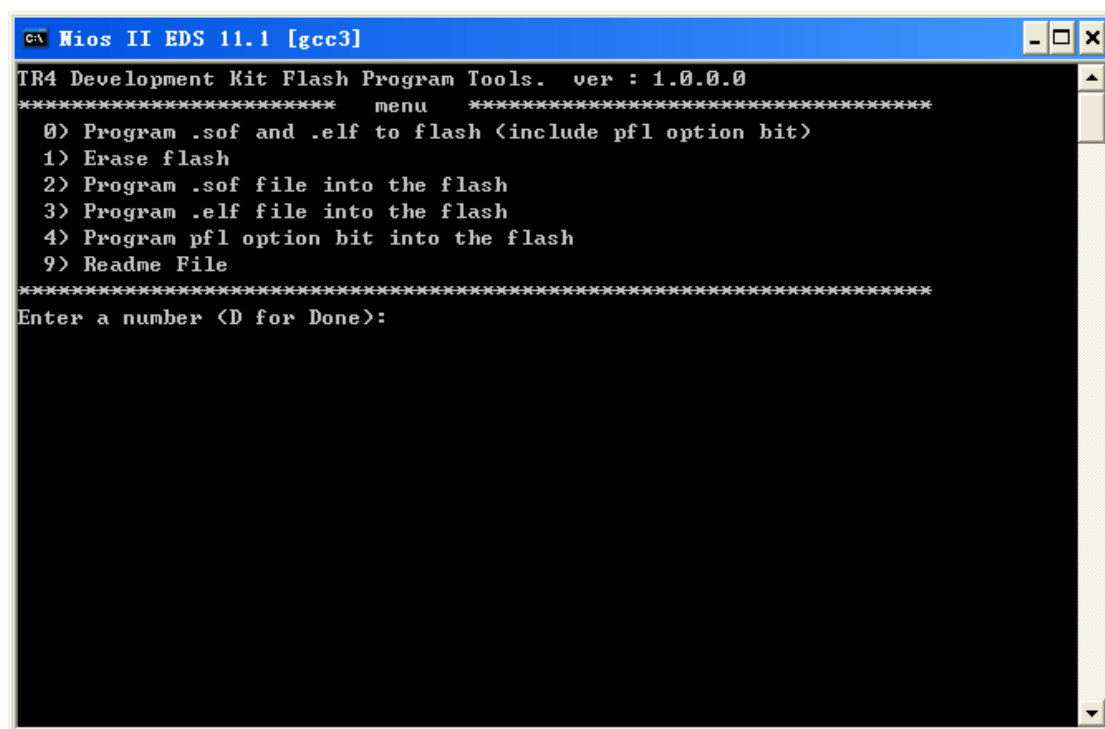 Nios II EDS 11.1 [gcc3]
TR4 Development Kit Flash Program Tools.  ver : 1.0.0.0
************************  menu  ***********************************
0) Program .sof and .elf to flash (include pfl option bit)
1) Erase flash
2) Program .sof file into the flash
3) Program .elf file into the flash
4) Program pfl option bit into the flash
9) Readme File
*********************************************************************
Enter a number (D for Done):